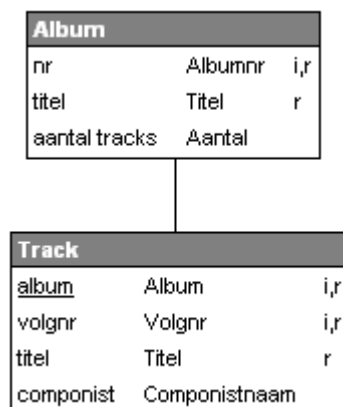 Album
nr Albumnr i,r
titel Titel r
aantal tracks Aantal
Track
album Album i,r
volgnr Volgnr i,r
titel Titel r
componist Componistnaam